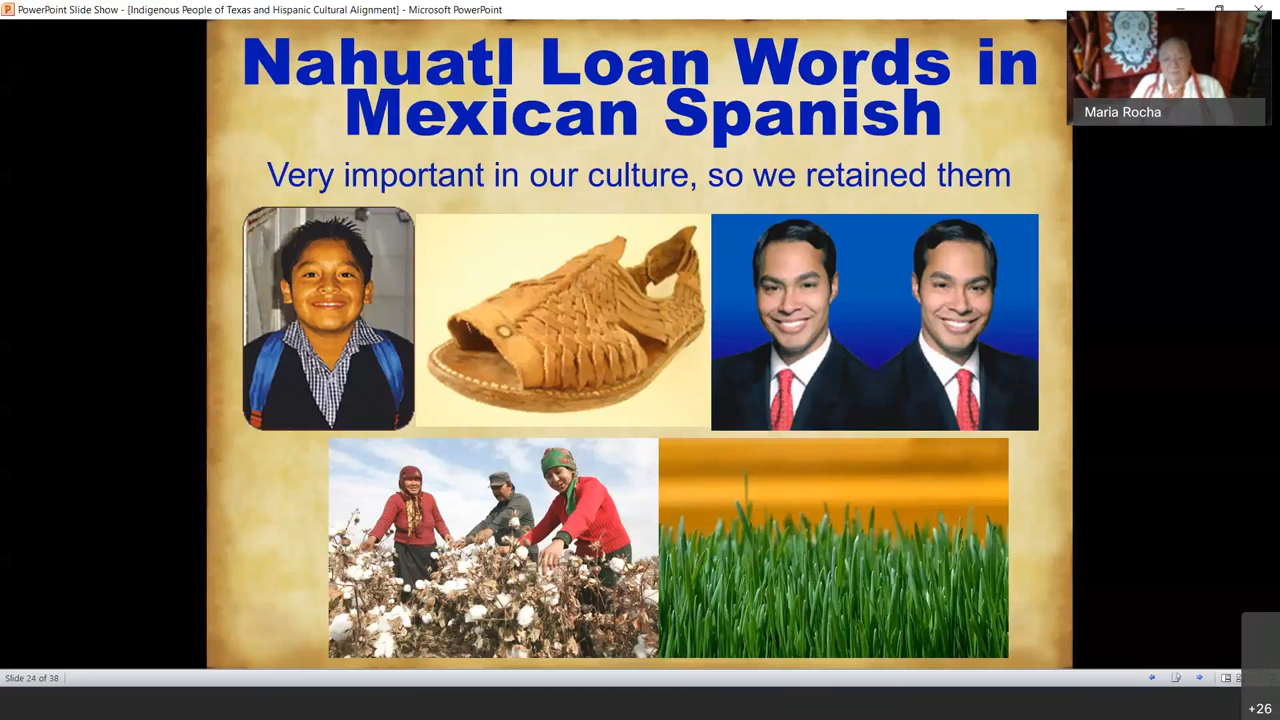 PowerPoint Slide Show - [Indigenous People of Texas and Hispanic Cultural Alignment] - Microsoft PowerPoint
Nahuatl Loan Words in
Mexican Spanish
Very important in our culture, so we retained them
Maria Rocha
Slide 24 of 38
+26